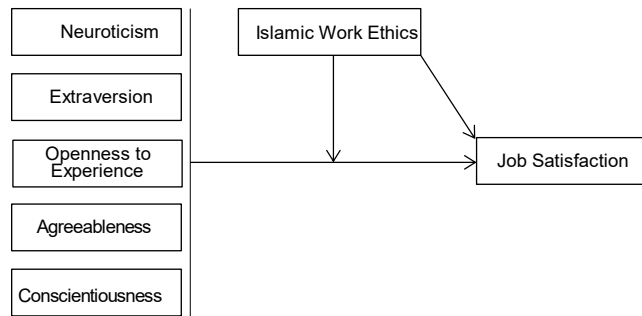 Neuroticism
Extraversion
Openness to
Experience
Agreeableness
Conscientiousness
Islamic Work Ethics
Job Satisfaction